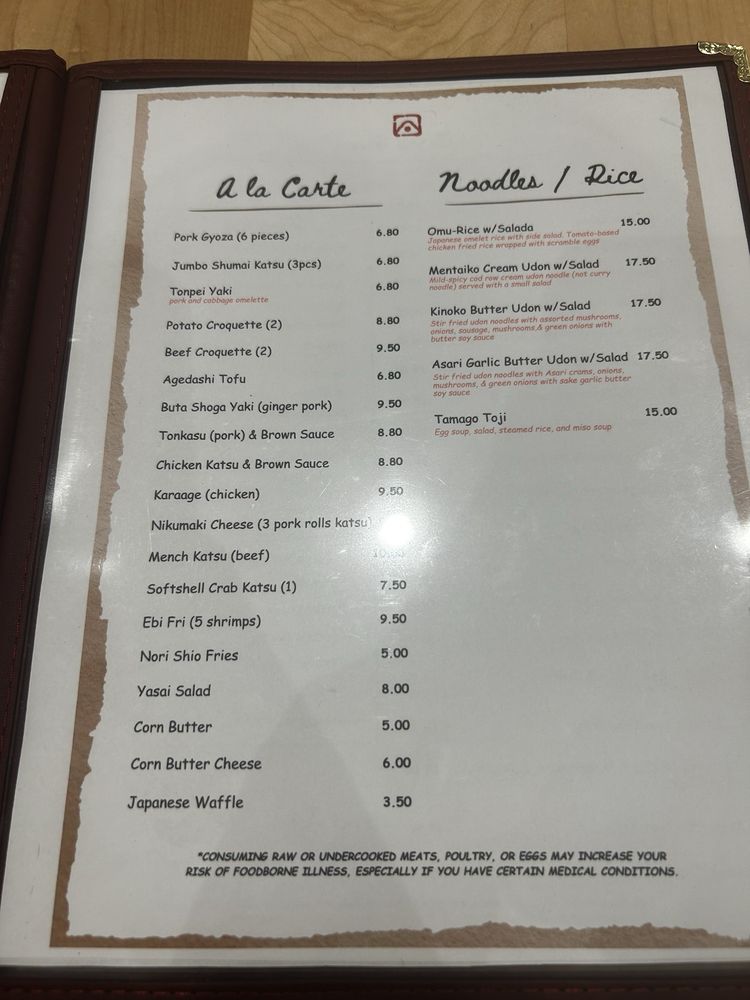 A la Carte
Pork Gyoza (6 pieces) 6.80
Jumbo Shumai Katsu (3pcs) 6.80
Tonpei Yaki 6.80
pork and cabbage omelette
Potato Croquette (2) 8.80
Beef Croquette (2) 9.50
Agedashi Tofu 6.80
Buta Shoga Yaki (ginger pork) 9.50
Tonkasu (pork) & Brown Sauce 8.80
Chicken Katsu & Brown Sauce 8.80
Karaage (chicken) 9.50
Nikumaki Cheese (3 pork rolls katsu)
Mench Katsu (beef)
Softshell Crab Katsu (1) 7.50
Ebi Fri (5 shrimps) 9.50
Nori Shio Fries 5.00
Yasai Salad 8.00
Corn Butter 5.00
Corn Butter Cheese 6.00
Japanese Waffle 3.50
Noodles / Rice
Omu-Rice w/Salada 15.00
Japanese omelet rice with side salad. Tomato-based
chicken fried rice wrapped with scramble eggs
Mentaiko Cream Udon w/Salad 17.50
Mild-spicy cod row cream udon noodle (not curry
noodle) served with a small salad
Kinoko Butter Udon w/Salad 17.50
Stir fried udon noodles with assorted mushrooms,
onions, sausage, mushrooms,& green onions with
butter soy sauce
Asari Garlic Butter Udon w/Salad 17.50
Stir fried udon noodles with Asari crams, onions,
mushrooms, & green onions with sake garlic butter
soy sauce
Tamago Toji 15.00
Egg soup, salad, steamed rice, and miso soup
*CONSUMING RAW OR UNDERCOOKED MEATS, POULTRY, OR EGGS MAY INCREASE YOUR
RISK OF FOODBORNE ILLNESS, ESPECIALLY IF YOU HAVE CERTAIN MEDICAL CONDITIONS.